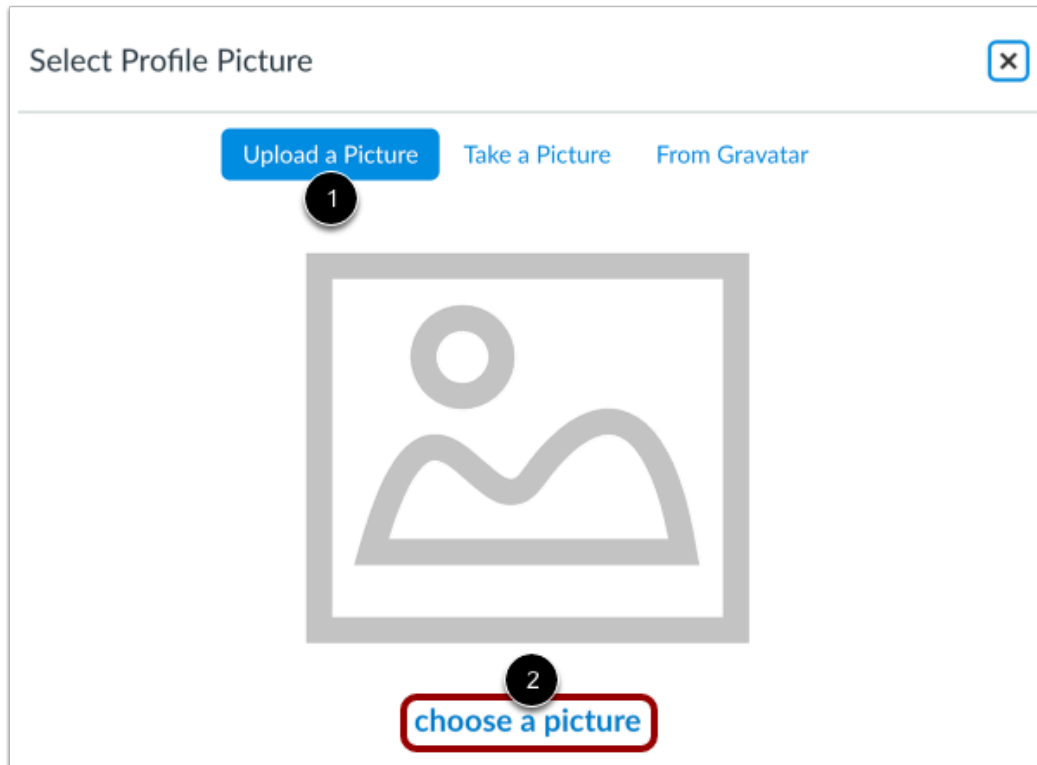 Select Profile Picture
Upload a Picture Take a Picture From Gravatar
1
2
choose a picture